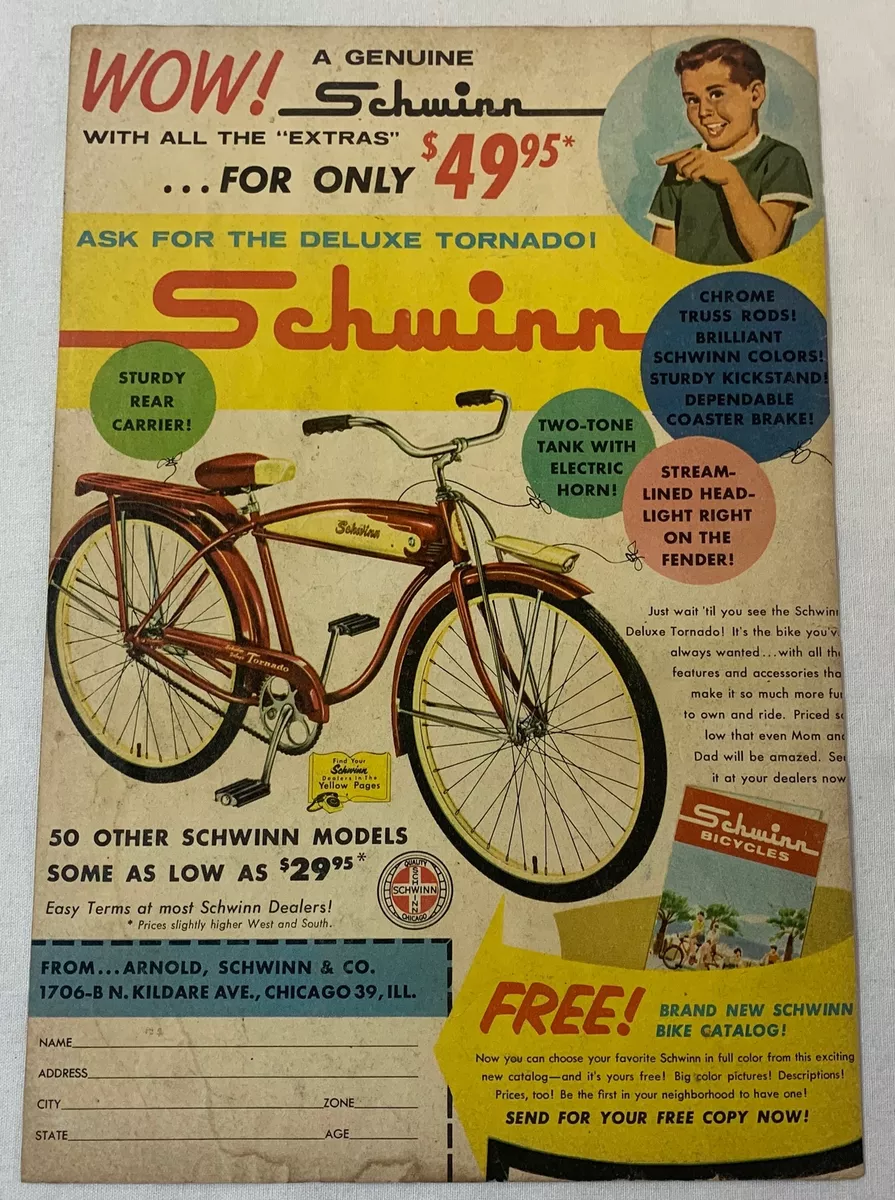 WOW!
A GENUINE
Schwinn
WITH ALL THE "EXTRAS"
...FOR ONLY $49.95*
ASK FOR THE DELUXE TORNADO!
Schwinn
CHROME
TRUSS RODS!
BRILLIANT
SCHWINN COLORS!
STURDY KICKSTAND!
DEPENDABLE
COASTER BRAKE!
STURDY
REAR
CARRIER!
TWO-TONE
TANK WITH
ELECTRIC
HORN!
STREAM-
LINED HEAD-
LIGHT RIGHT
ON THE
FENDER!
Schwinn
Tornado
Just wait 'til you see the Schwinn
Deluxe Tornado! It's the bike you'v
always wanted...with all the
features and accessories tha
make it so much more fun
to own and ride. Priced so
low that even Mom and
Dad will be amazed. See
it at your dealers now
Find Your
Schwinn
Dealers in the
Yellow Pages
Schwinn
BICYCLES
50 OTHER SCHWINN MODELS
SOME AS LOW AS $29.95*
Easy Terms at most Schwinn Dealers!
* Prices slightly higher West and South.
QUALITY
SCHWINN
SCHWINN
CHICAGO
FROM...ARNOLD, SCHWINN & CO.
1706-B N. KILDARE AVE., CHICAGO 39, ILL.
NAME
ADDRESS
CITY ZONE
STATE AGE
FREE!
BRAND NEW SCHWINN
BIKE CATALOG!
Now you can choose your favorite Schwinn in full color from this exciting
new catalog—and it's yours free! Big color pictures! Descriptions!
Prices, too! Be the first in your neighborhood to have one!
SEND FOR YOUR FREE COPY NOW!